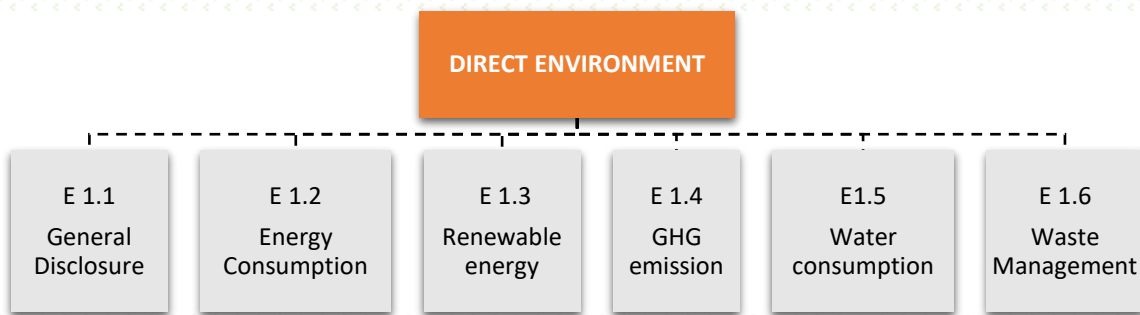 DIRECT ENVIRONMENT
E 1.1
General
Disclosure
E 1.2
Energy
Consumption
E 1.3
Renewable
energy
E 1.4
GHG
emission
E1.5
Water
consumption
E 1.6
Waste
Management